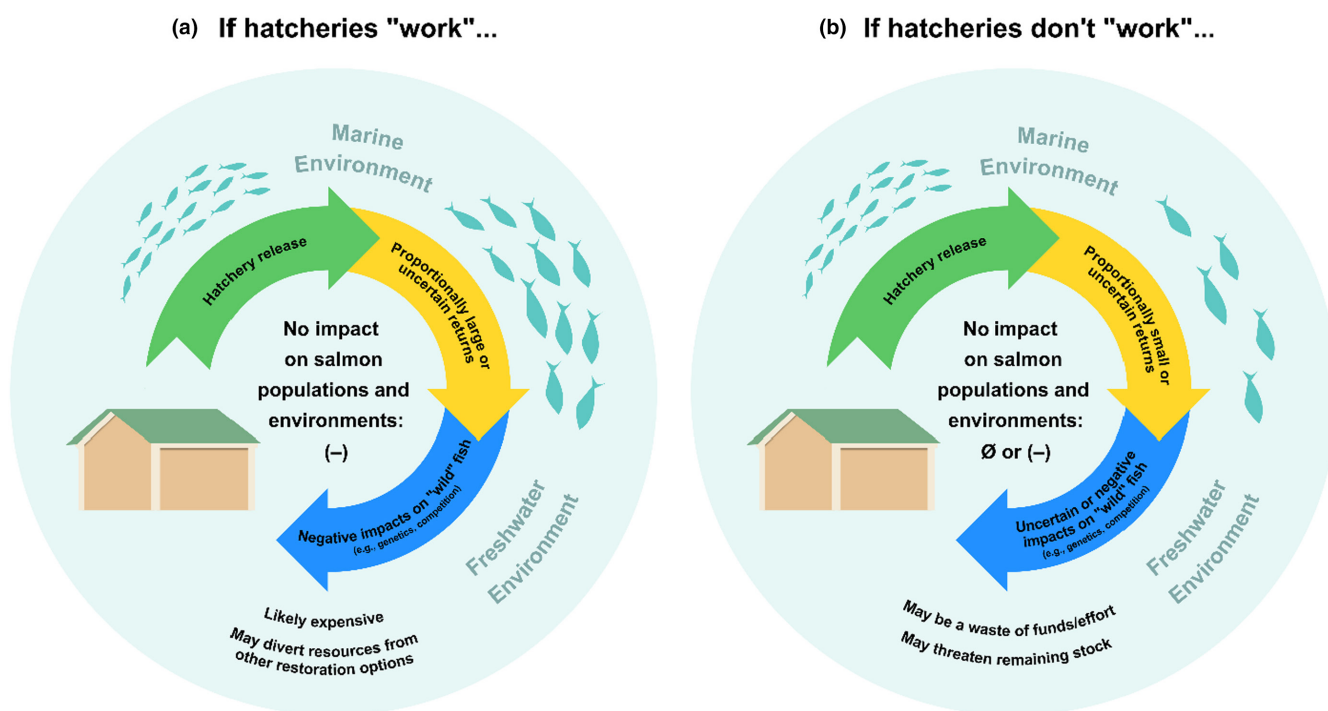 (a) If hatcheries "work"...
Marine
Environment
Hatchery release
Proportionally large or
uncertain returns
No impact
on salmon
populations and
environments:
(–)
Negative impacts on "wild" fish
(e.g., genetics, competition)
Freshwater
Environment
Likely expensive
May divert resources from
other restoration options
(b) If hatcheries don't "work"...
Marine
Environment
Hatchery release
Proportionally small or
uncertain returns
No impact
on salmon
populations and
environments:
Ø or (–)
Uncertain or negative
impacts on "wild" fish
(e.g., genetics, competition)
Freshwater
Environment
May be a waste of funds/effort
May threaten remaining stock